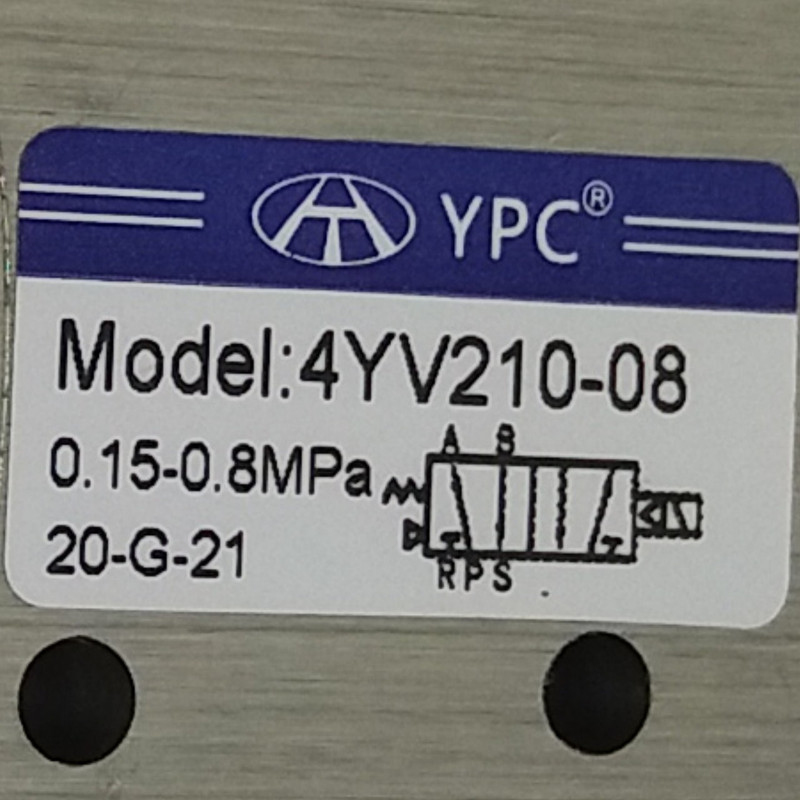 YPC®
Model:4YV210-08
0.15-0.8MPa
20-G-21
A B
R P S